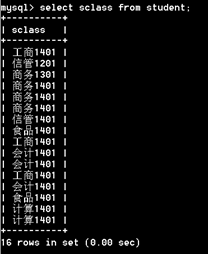 mysql> select sclass from student;
+----------+
| sclass   |
+----------+
| 工商1401 |
| 信管1201 |
| 商务1301 |
| 商务1401 |
| 商务1401 |
| 商务1401 |
| 信管1401 |
| 食品1401 |
| 工商1401 |
| 会计1401 |
| 会计1401 |
| 工商1401 |
| 会计1401 |
| 食品1401 |
| 计算1401 |
| 计算1401 |
+----------+
16 rows in set (0.00 sec)